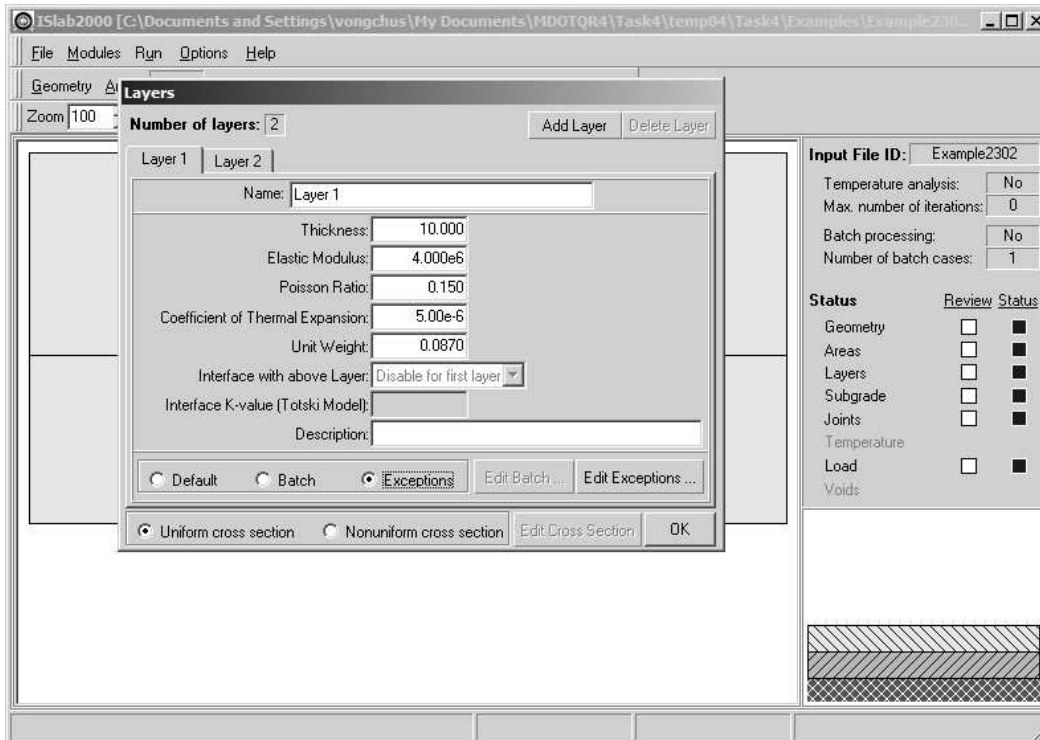 ISlab2000 [C:\Documents and Settings\vongchus\My Documents\MDOTQR4\Task4\temp04\Task4\Examples\Example230...
File Modules Run Options Help
Geometry
Zoom 100
Layers
Number of layers: 2
Add Layer Delete Layer
Layer 1 Layer 2
Name: Layer 1
Thickness: 10.000
Elastic Modulus: 4.000e6
Poisson Ratio: 0.150
Coefficient of Thermal Expansion: 5.00e-6
Unit Weight: 0.0870
Interface with above Layer: Disable for first layer
Interface K-value (Totski Model):
Description:
Default Batch Exceptions Edit Batch ... Edit Exceptions ...
Uniform cross section Nonuniform cross section Edit Cross Section OK
Input File ID: Example2302
Temperature analysis: No
Max. number of iterations: 0
Batch processing: No
Number of batch cases: 1
Status Review Status
Geometry
Areas
Layers
Subgrade
Joints
Temperature
Load
Voids